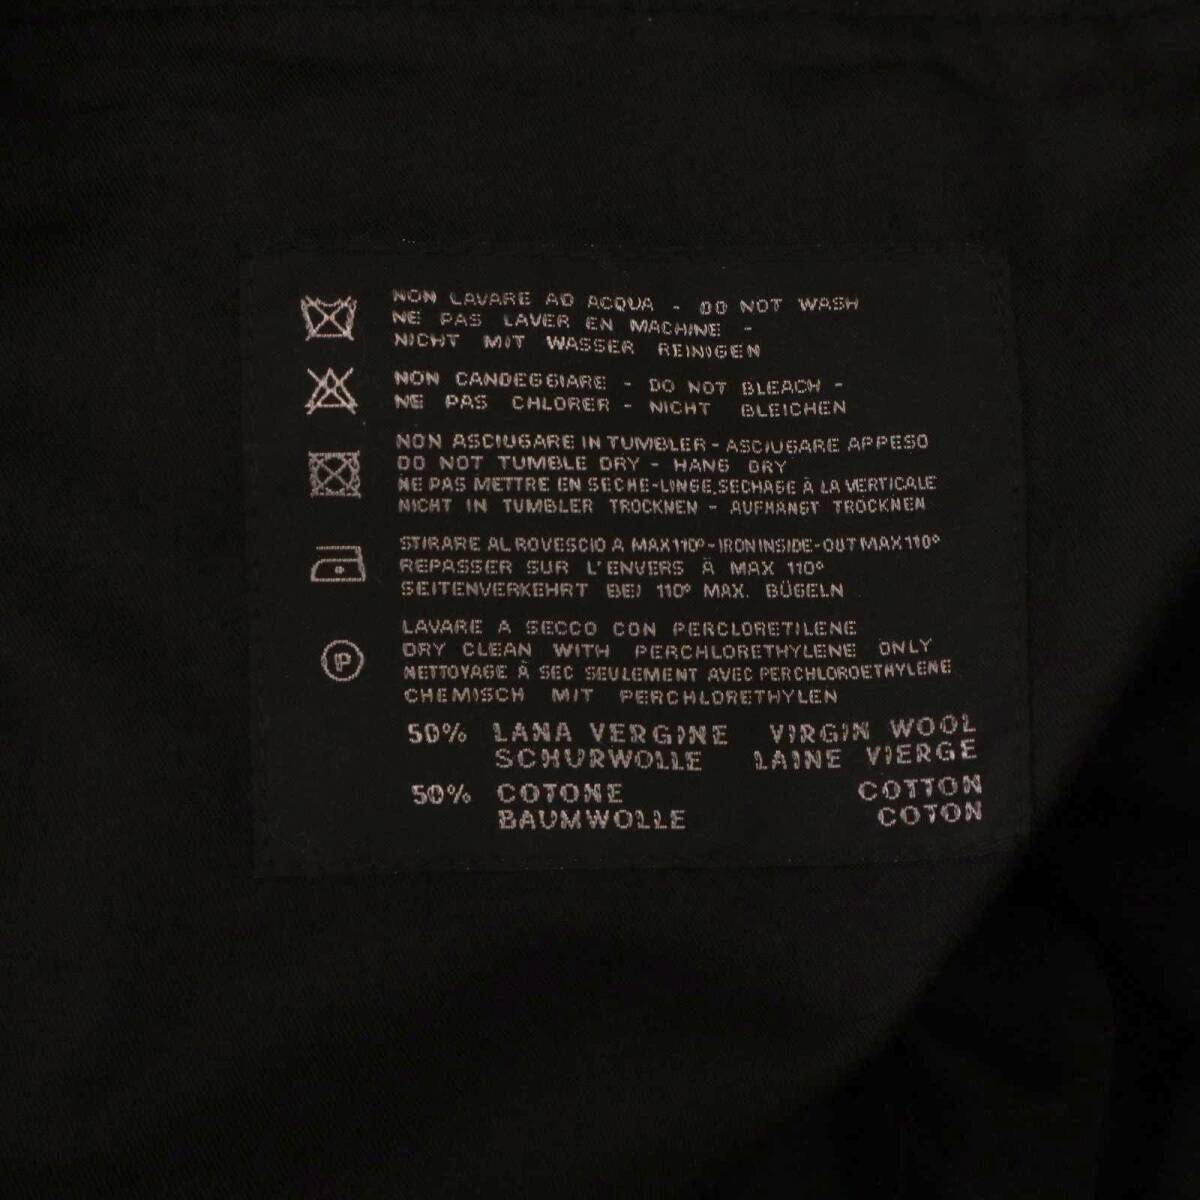 NON LAVARE AD ACQUA - DO NOT WASH
NE PAS LAVER EN MACHINE -
NICHT MIT WASSER REINIGEN
NON CANDEGGIARE - DO NOT BLEACH -
NE PAS CHLORER - NICHT BLEICHEN
NON ASCIUGARE IN TUMBLER - ASCIUGARE APPESO
DO NOT TUMBLE DRY - HANG DRY
NE PAS METTRE EN SECHE-LINGE, SECHAGE À LA VERTICALE
NICHT IN TUMBLER TROCKNEN - AUFHANGT TROCKNEN
STIRARE AL ROVESCIO A MAX 110° - IRON INSIDE-OUT MAX 110°
REPASSER SUR L'ENVERS À MAX 110°
SEITENVERKEHRT BEI 110° MAX. BÜGELN
LAVARE A SECCO CON PERCLORETILENE
P DRY CLEAN WITH PERCHLORETHYLENE ONLY
NETTOYAGE À SEC SEULEMENT AVEC PERCHLOROETHYLENE
CHEMISCH MIT PERCHLORETHYLEN
50% LANA VERGINE VIRGIN WOOL
SCHURWOLLE LAINE VIERGE
50% COTONE COTTON
BAUMWOLLE COTON